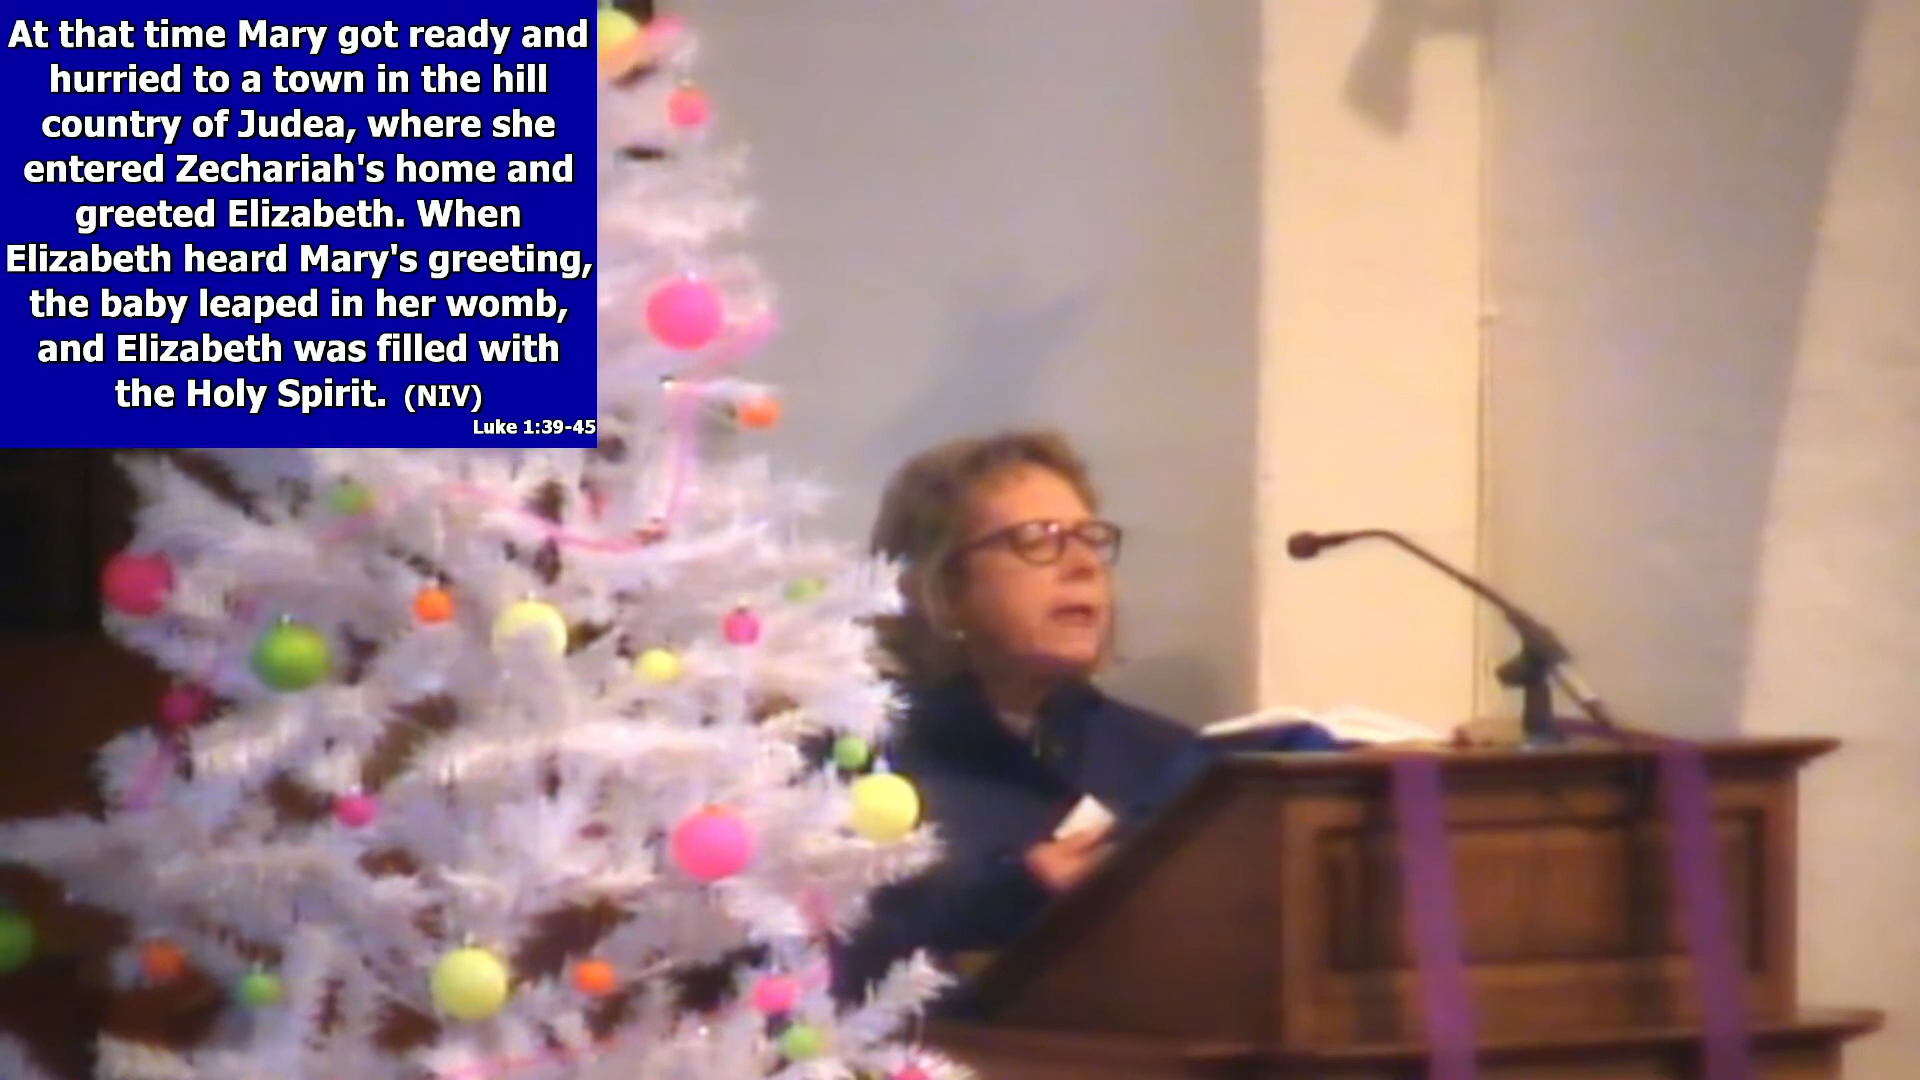 At that time Mary got ready and
hurried to a town in the hill
country of Judea, where she
entered Zechariah's home and
greeted Elizabeth. When
Elizabeth heard Mary's greeting,
the baby leaped in her womb,
and Elizabeth was filled with
the Holy Spirit. (NIV)
Luke 1:39-45